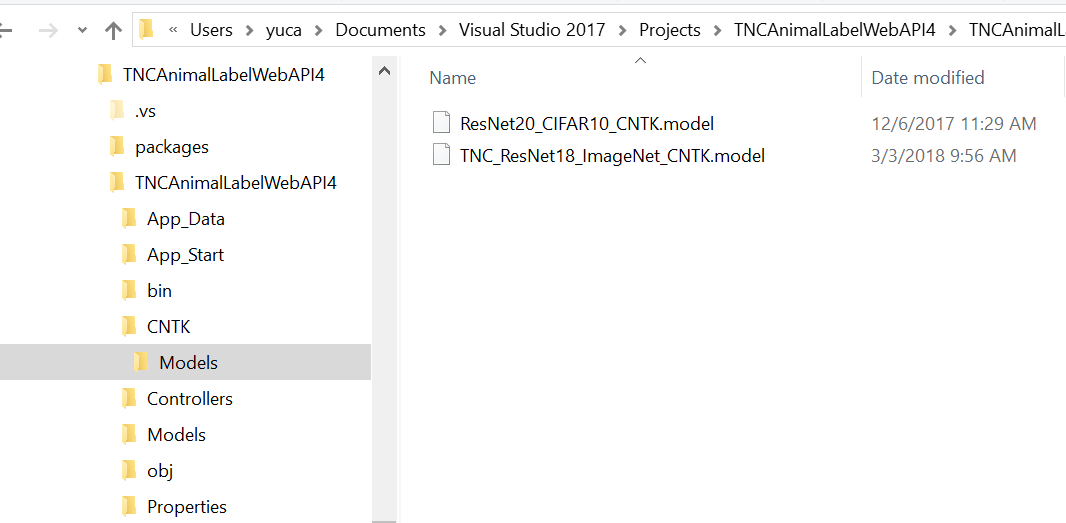 « Users > yuca > Documents > Visual Studio 2017 > Projects > TNCAnimalLabelWebAPI4 > TNCAnimalL
TNCAnimalLabelWebAPI4
.vs
packages
TNCAnimalLabelWebAPI4
App_Data
App_Start
bin
CNTK
Models
Controllers
Models
obj
Properties
Name Date modified
ResNet20_CIFAR10_CNTK.model 12/6/2017 11:29 AM
TNC_ResNet18_ImageNet_CNTK.model 3/3/2018 9:56 AM